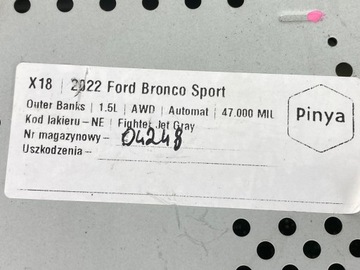 X18 | 2022 Ford Bronco Sport
Outer Banks | 1.5L | AWD | Automat | 47.000 MIL
Kod lakieru – NE | Fighter Jet Gray
Nr magazynowy – 04248
Uszkodzenia –
Pinya